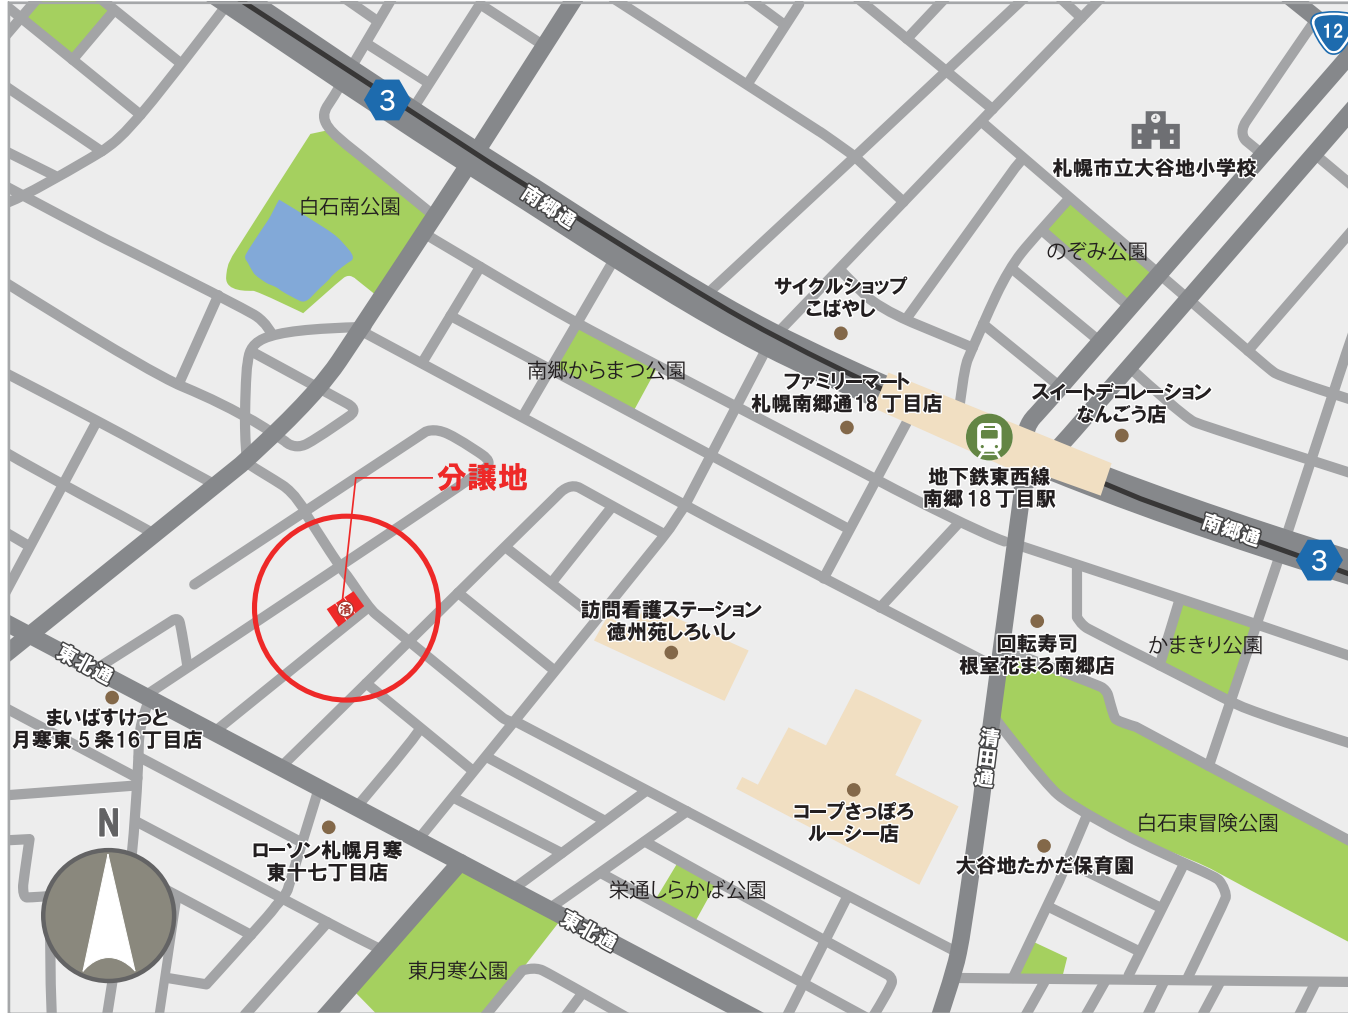 12
3
札幌市立大谷地小学校
白石南公園
南郷通
のぞみ公園
サイクルショップ
こばやし
南郷からまつ公園
ファミリーマート
札幌南郷通18丁目店
スイートデコレーション
なんごう店
分譲地
地下鉄東西線
南郷18丁目駅
南郷通
3
済
訪問看護ステーション
徳州苑しろいし
回転寿司
根室花まる南郷店
かまきり公園
東北通
まいばすけっと
月寒東5条16丁目店
清田通
N
コープさっぽろ
ルーシー店
白石東冒険公園
ローソン札幌月寒
東十七丁目店
大谷地たかだ保育園
栄通しらかば公園
東北通
東月寒公園